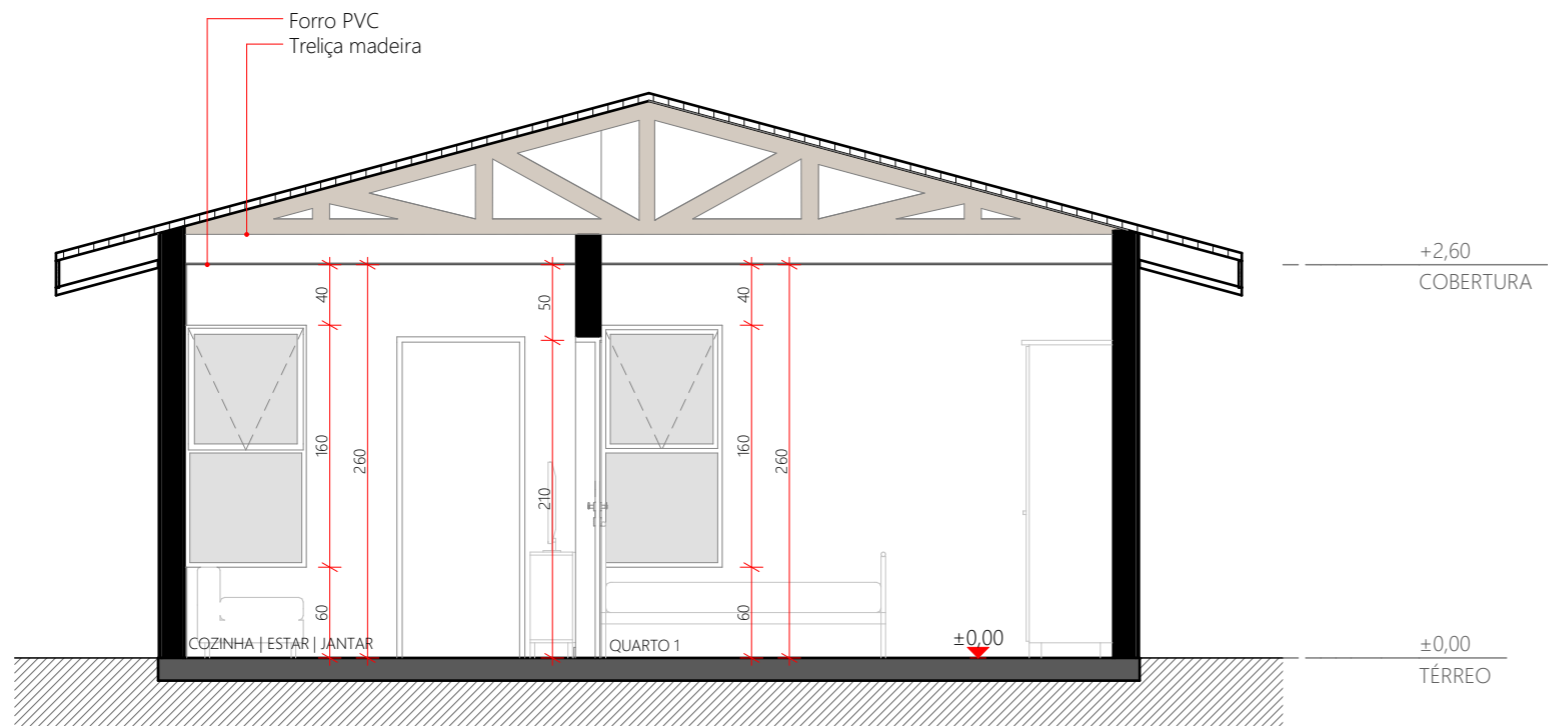 Forro PVC
Treliça madeira
+2,60
COBERTURA
40
50
40
160
260
210
160
260
60
60
COZINHA | ESTAR | JANTAR
QUARTO 1
±0,00
±0,00
TÉRREO